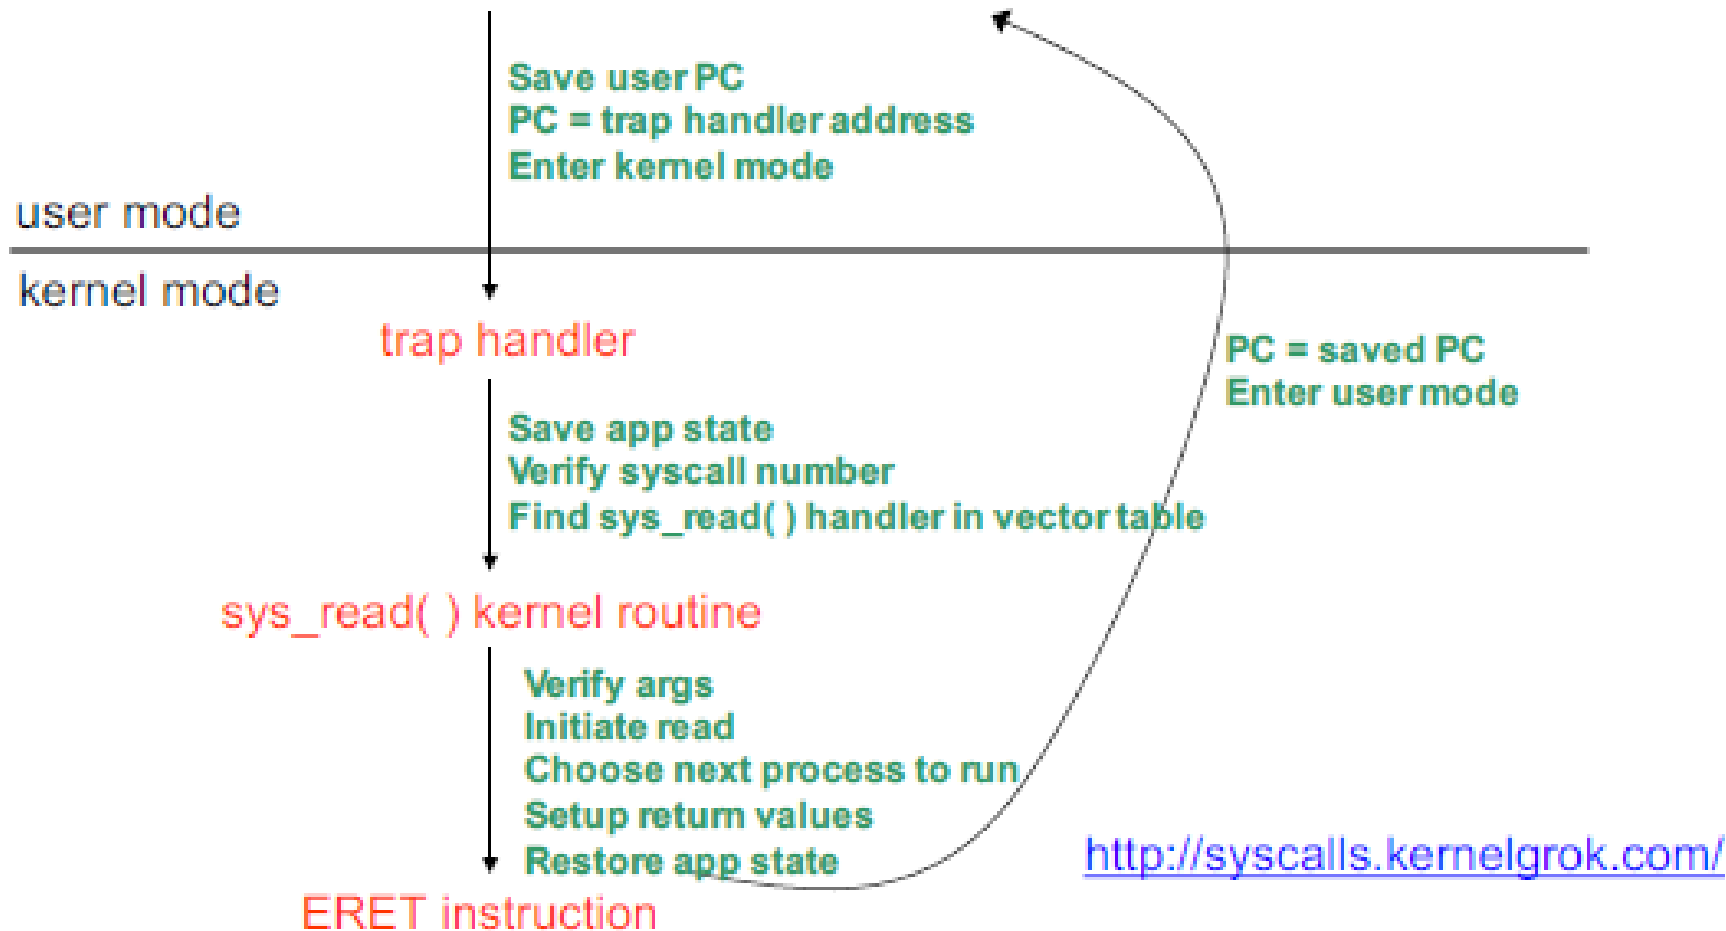 Save user PC
PC = trap handler address
Enter kernel mode
user mode
kernel mode
trap handler
PC = saved PC
Enter user mode
Save app state
Verify syscall number
Find sys_read( ) handler in vector table
sys_read( ) kernel routine
Verify args
Initiate read
Choose next process to run
Setup return values
Restore app state
http://syscalls.kernelgrok.com/
ERET instruction